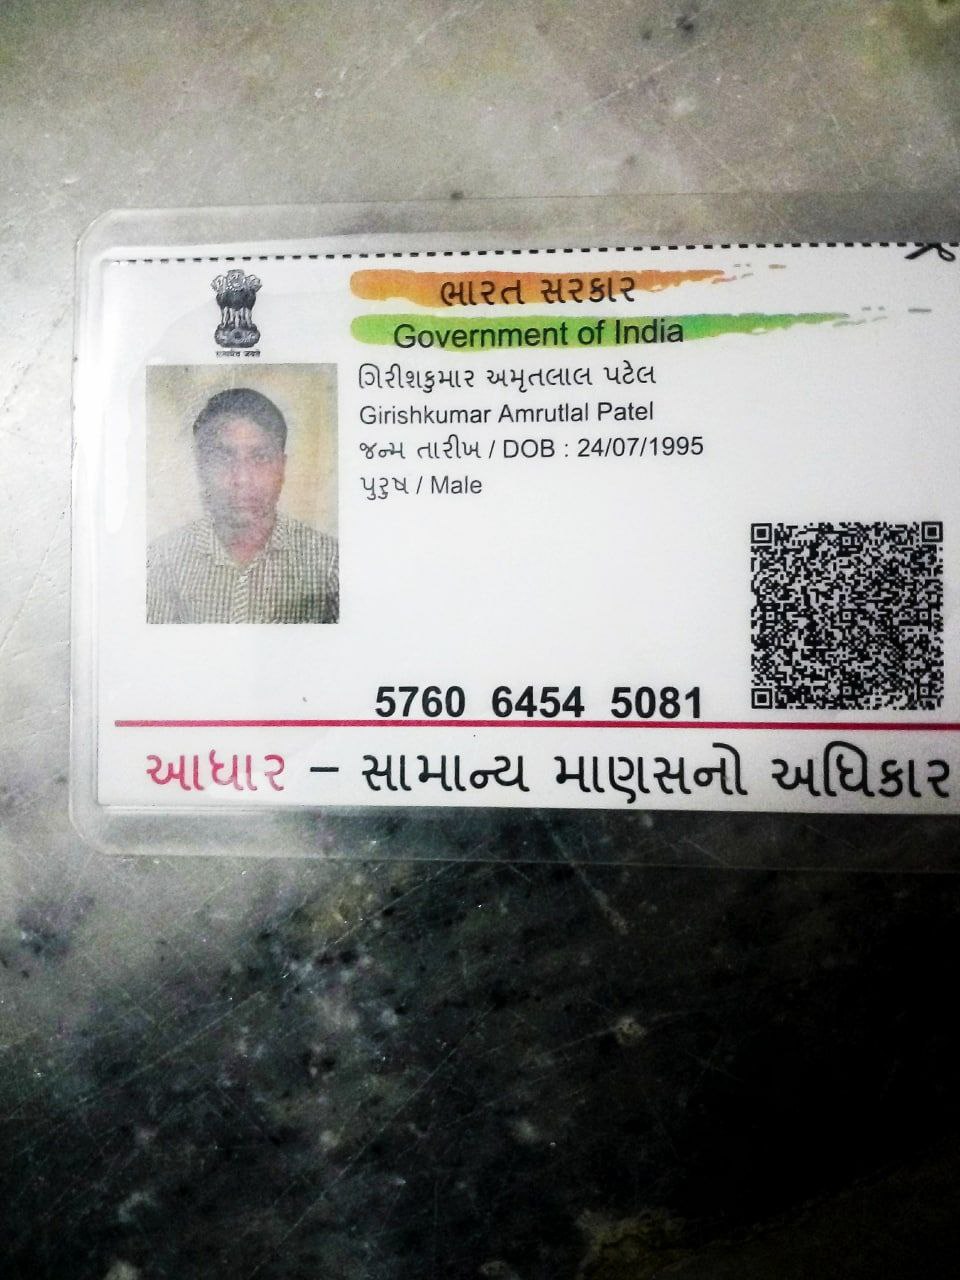 ભારત સરકાર
Government of India
सत्यमेव जयते
ગિરીશકુમાર અમૃતલાલ પટેલ
Girishkumar Amrutlal Patel
જન્મ તારીખ / DOB : 24/07/1995
પુરુષ / Male
5760 6454 5081
આધાર – સામાન્ય માણસનો અધિકાર